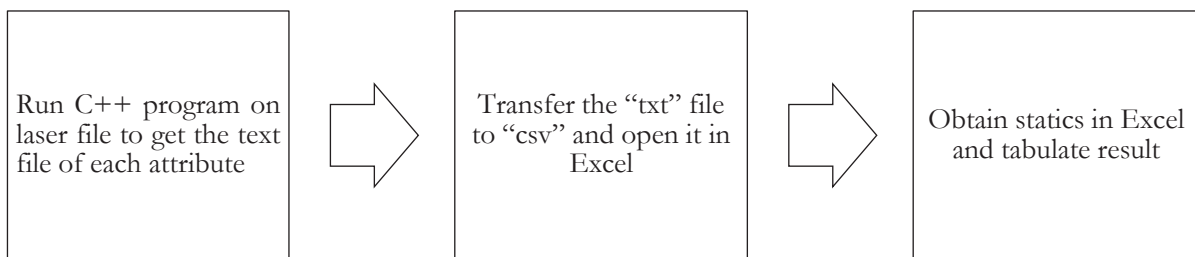 Run C++ program on
laser file to get the text
file of each attribute
Transfer the “txt” file
to “csv” and open it in
Excel
Obtain statics in Excel
and tabulate result